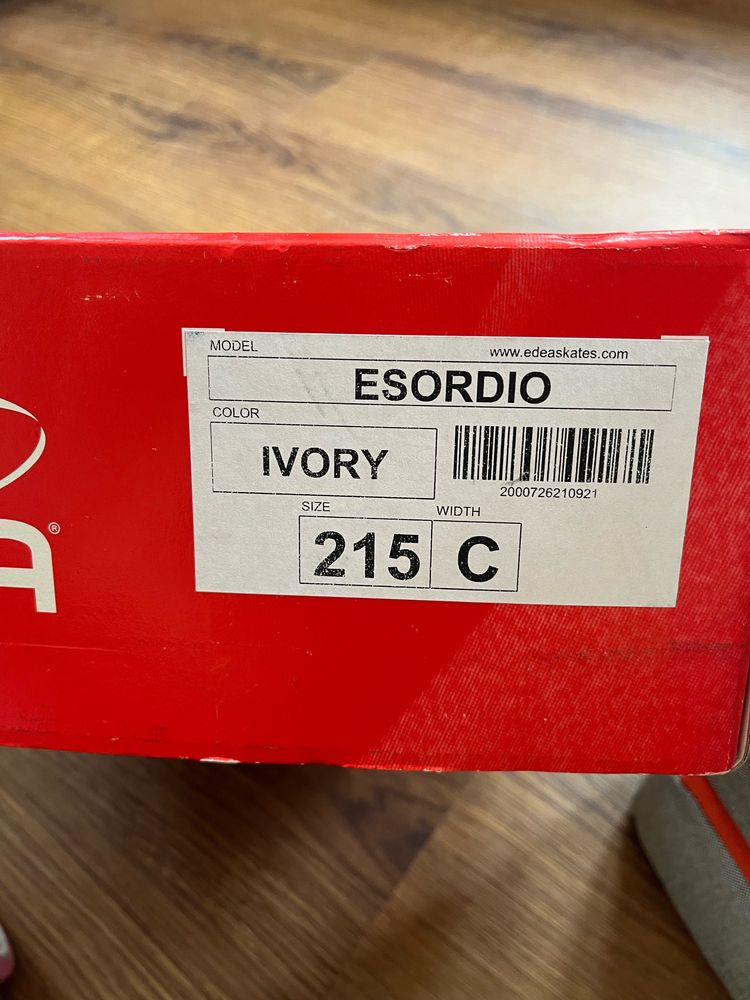 MODEL
www.edeaskates.com
ESORDIO
COLOR
IVORY
2000726210921
SIZE
WIDTH
215
C
A®